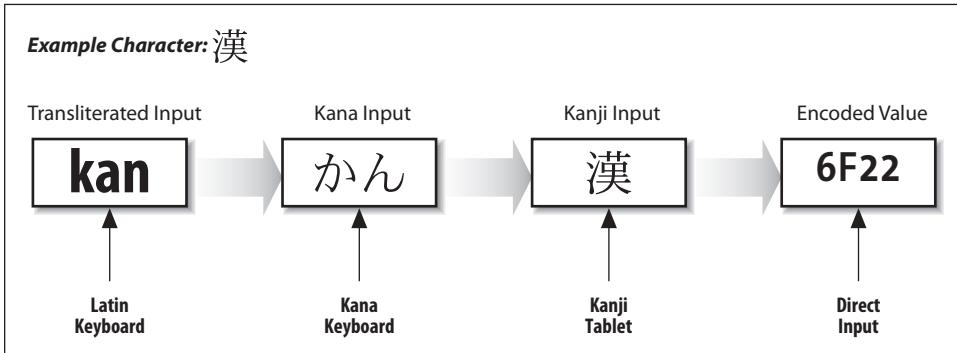 Example Character: 漢
Transliterated Input
Kana Input
Kanji Input
Encoded Value
kan
かん
漢
6F22
Latin
Keyboard
Kana
Keyboard
Kanji
Tablet
Direct
Input